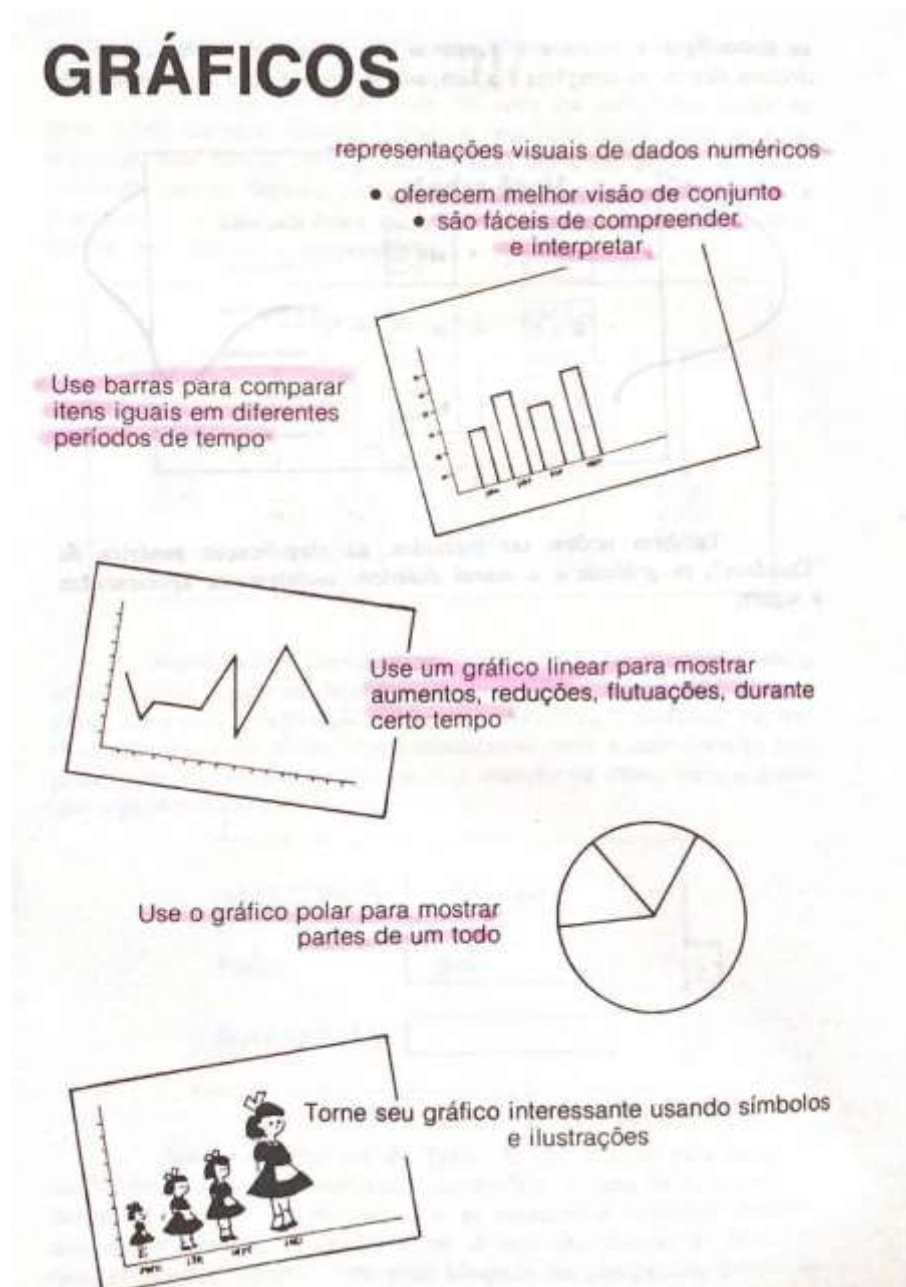 GRÁFICOS
representações visuais de dados numéricos
• oferecem melhor visão de conjunto
• são fáceis de compreender
e interpretar
Use barras para comparar
itens iguais em diferentes
períodos de tempo
Use um gráfico linear para mostrar
aumentos, reduções, flutuações, durante
certo tempo
Use o gráfico polar para mostrar
partes de um todo
Torne seu gráfico interessante usando símbolos
e ilustrações